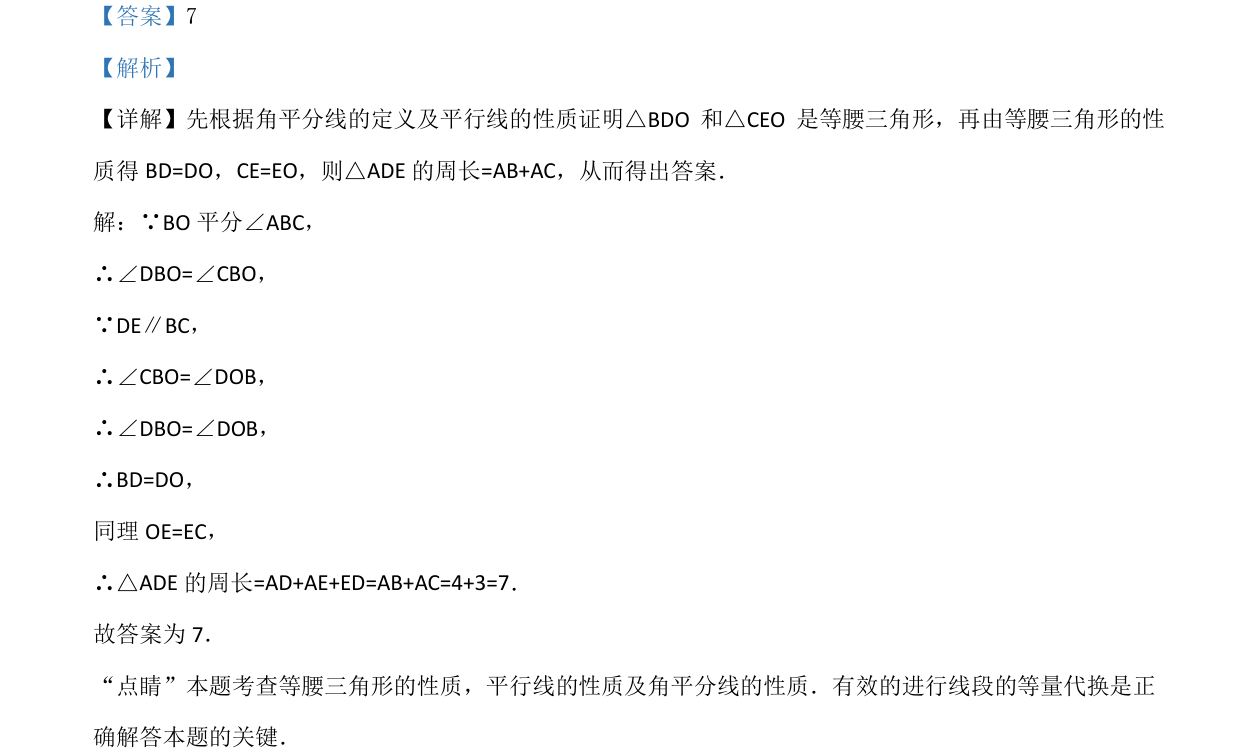 【答案】7
【解析】
【详解】先根据角平分线的定义及平行线的性质证明△BDO 和△CEO 是等腰三角形，再由等腰三角形的性
质得 BD=DO，CE=EO，则△ADE 的周长=AB+AC，从而得出答案．
解：∵BO 平分∠ABC，
∴∠DBO=∠CBO，
∵DE∥BC，
∴∠CBO=∠DOB，
∴∠DBO=∠DOB，
∴BD=DO，
同理 OE=EC，
∴△ADE 的周长=AD+AE+ED=AB+AC=4+3=7．
故答案为 7．
“点睛”本题考查等腰三角形的性质，平行线的性质及角平分线的性质．有效的进行线段的等量代换是正
确解答本题的关键．